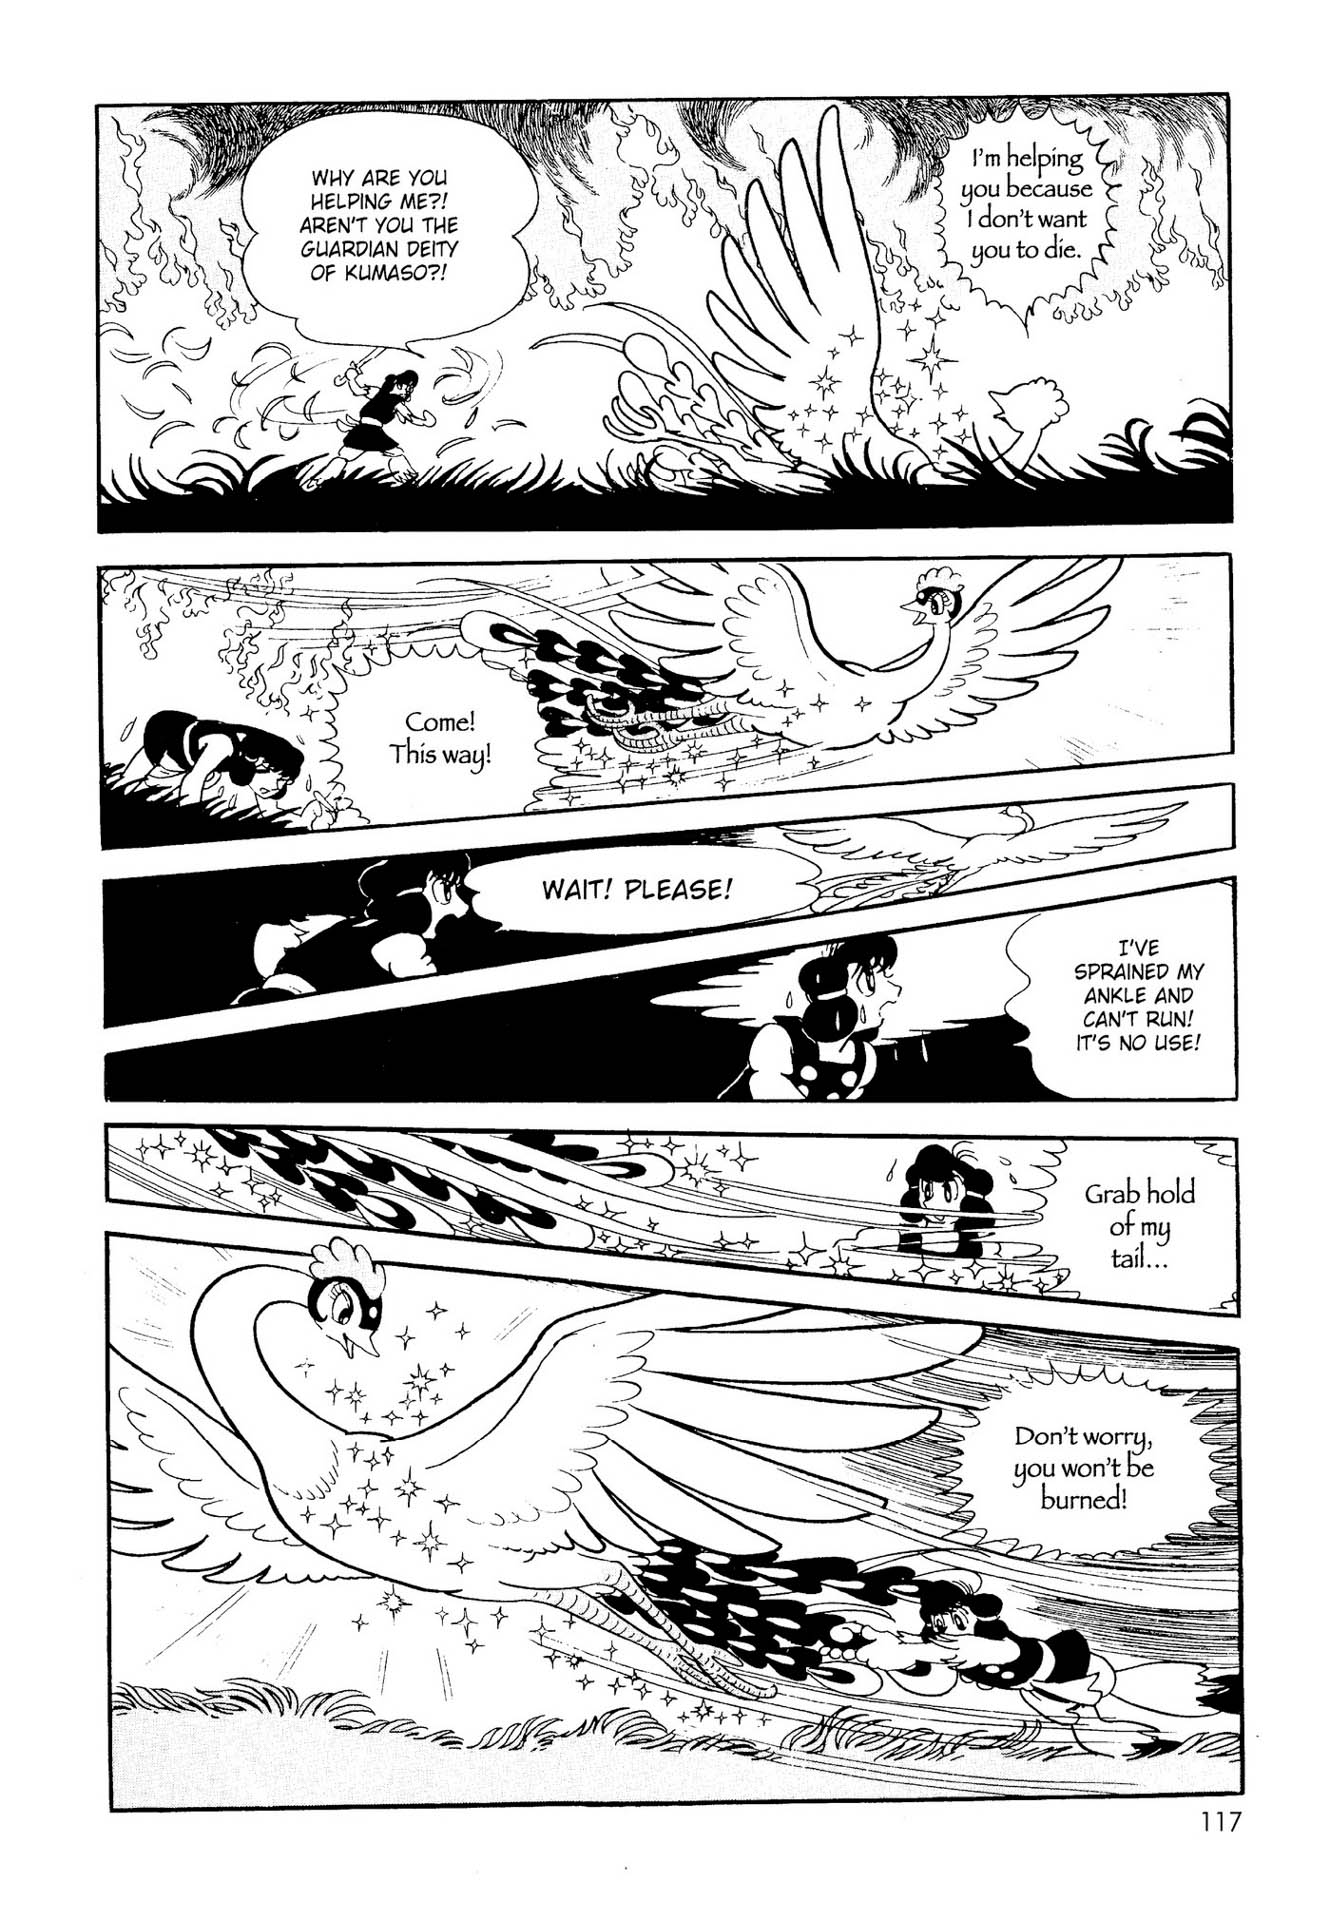 WHY ARE YOU
HELPING ME?!
AREN'T YOU THE
GUARDIAN DEITY
OF KUMASO?!
I'm helping
you because
I don't want
you to die.
Come!
This way!
WAIT! PLEASE!
I'VE
SPRAINED MY
ANKLE AND
CAN'T RUN!
IT'S NO USE!
Grab hold
of my
tail...
Don't worry,
you won't be
burned!
117